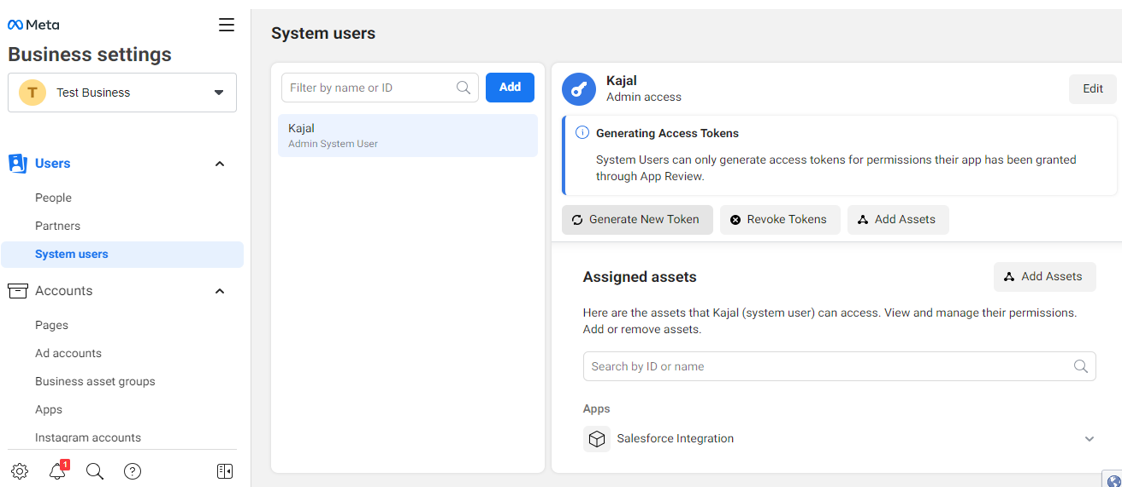 Meta
Business settings
T
Test Business
Users
People
Partners
System users
Accounts
Pages
Ad accounts
Business asset groups
Apps
Instagram accounts
1
System users
Filter by name or ID
Add
Kajal
Admin System User
Kajal
Admin access
Edit
Generating Access Tokens
System Users can only generate access tokens for permissions their app has been granted
through App Review.
Generate New Token
Revoke Tokens
Add Assets
Assigned assets
Add Assets
Here are the assets that Kajal (system user) can access. View and manage their permissions.
Add or remove assets.
Search by ID or name
Apps
Salesforce Integration